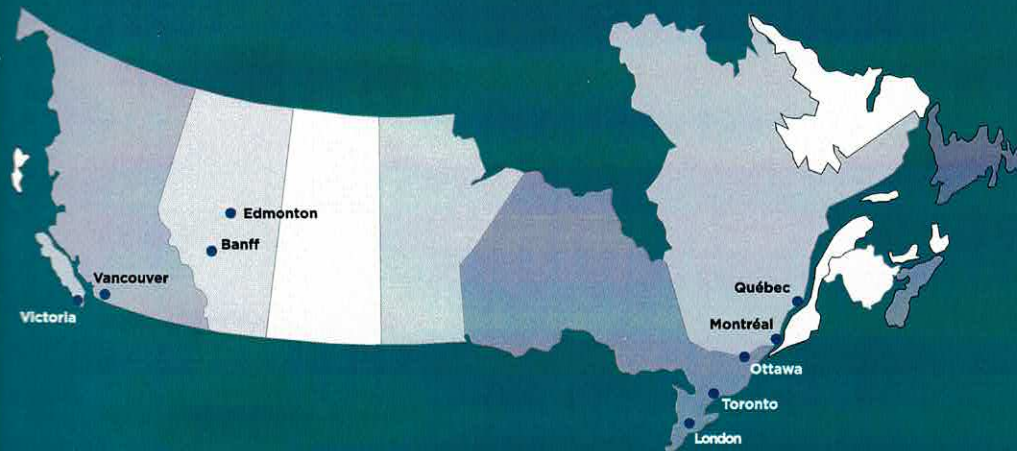 Edmonton
Banff
Vancouver
Victoria
Québec
Montréal
Ottawa
Toronto
London